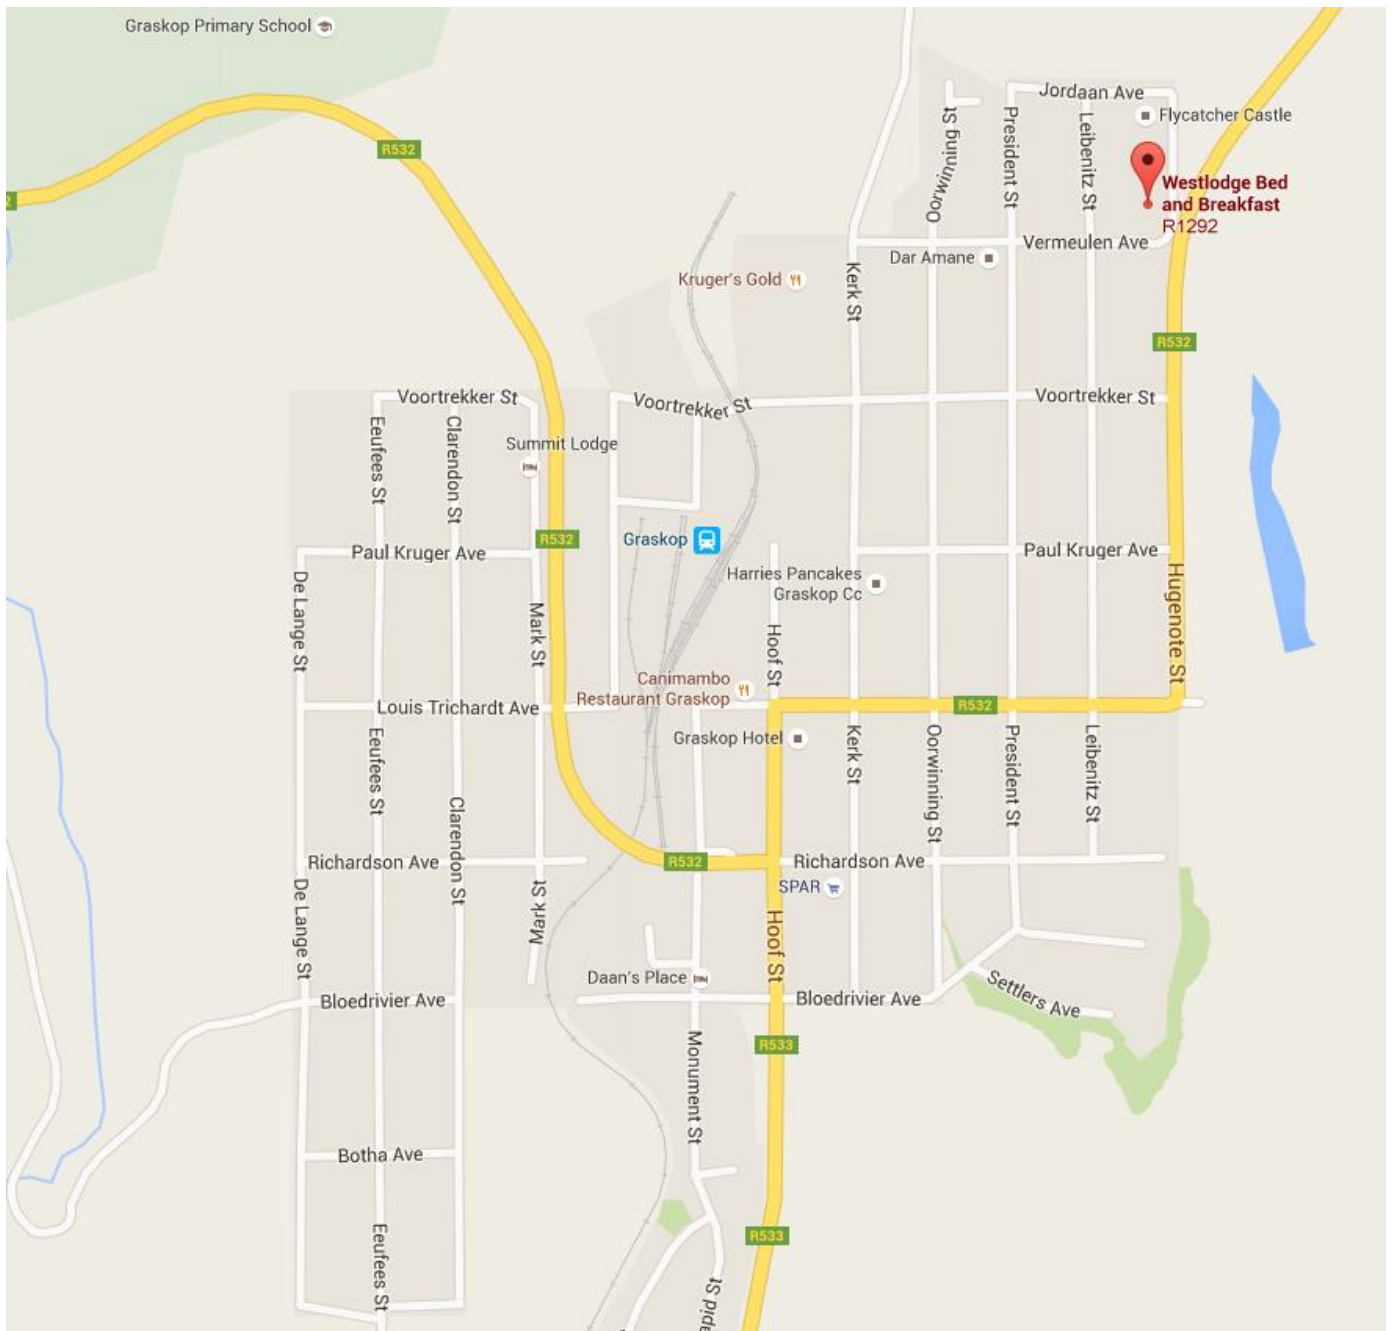 Graskop Primary School
Jordaan Ave
Flycatcher Castle
R532
2
Oorwinning St
President St
Leibenitz St
Westlodge Bed
and Breakfast
R1292
Vermeulen Ave
Dar Amane
Kruger's Gold
Kerk St
R532
Voortrekker St
Voortrekker St
Voortrekker St
Eeufees St
Clarendon St
Summit Lodge
R532
Graskop
Paul Kruger Ave
Paul Kruger Ave
Harries Pancakes
Graskop Cc
De Lange St
Mark St
Hoof St
Hugenote St
Canimambo
Restaurant Graskop
Louis Trichardt Ave
R532
Graskop Hotel
Eeufees St
Kerk St
Oorwinning St
President St
Leibenitz St
Clarendon St
Richardson Ave
R532
Richardson Ave
SPAR
De Lange St
Mark St
Hoof St
Daan's Place
Bloedrivier Ave
Bloedrivier Ave
Settlers Ave
R533
Monument St
Botha Ave
Eeufees St
R533
apid St